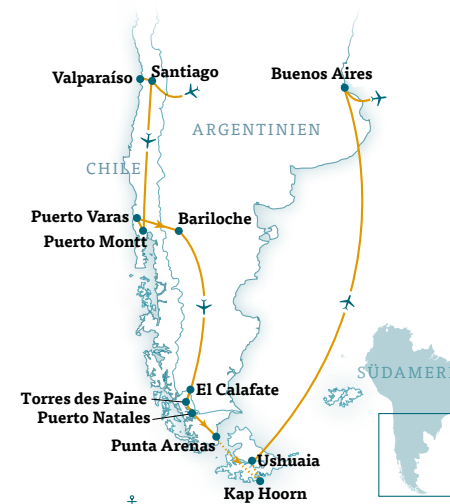 Santiago
Buenos Aires
Valparaíso
ARGENTINIEN
CHILE
Puerto Varas
Bariloche
Puerto Montt
SÜDAMERI
El Calafate
Torres des Paine
Puerto Natales
Punta Arenas
Ushuaia
Kap Hoorn